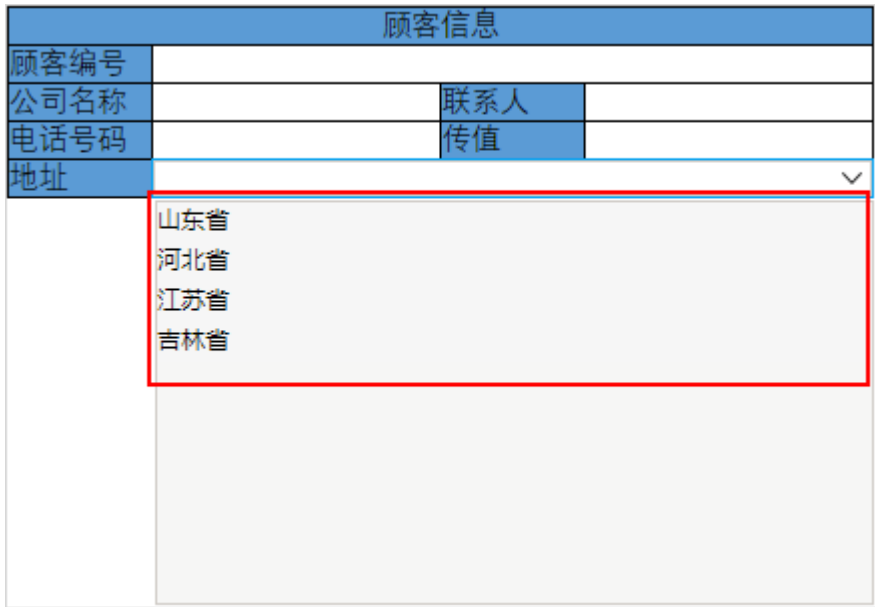 顾客信息
顾客编号
公司名称 联系人
电话号码 传值
地址
山东省
河北省
江苏省
吉林省